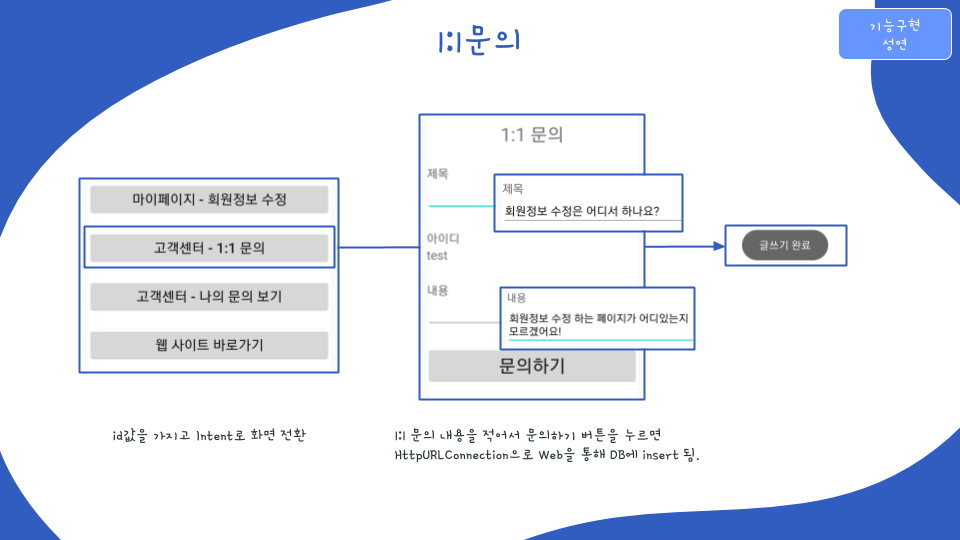 1:1문의
기능구현
성연
마이페이지 - 회원정보 수정
고객센터 - 1:1 문의
고객센터 - 나의 문의 보기
웹 사이트 바로가기
id값을 가지고 Intent로 화면 전환
1:1 문의
제목
제목
회원정보 수정은 어디서 하나요?
아이디
test
내용
내용
회원정보 수정 하는 페이지가 어디있는지
모르겠어요!
문의하기
1:1 문의 내용을 적어서 문의하기 버튼을 누르면
HttpURLConnection으로 Web을 통해 DB에 insert 됨.
글쓰기 완료